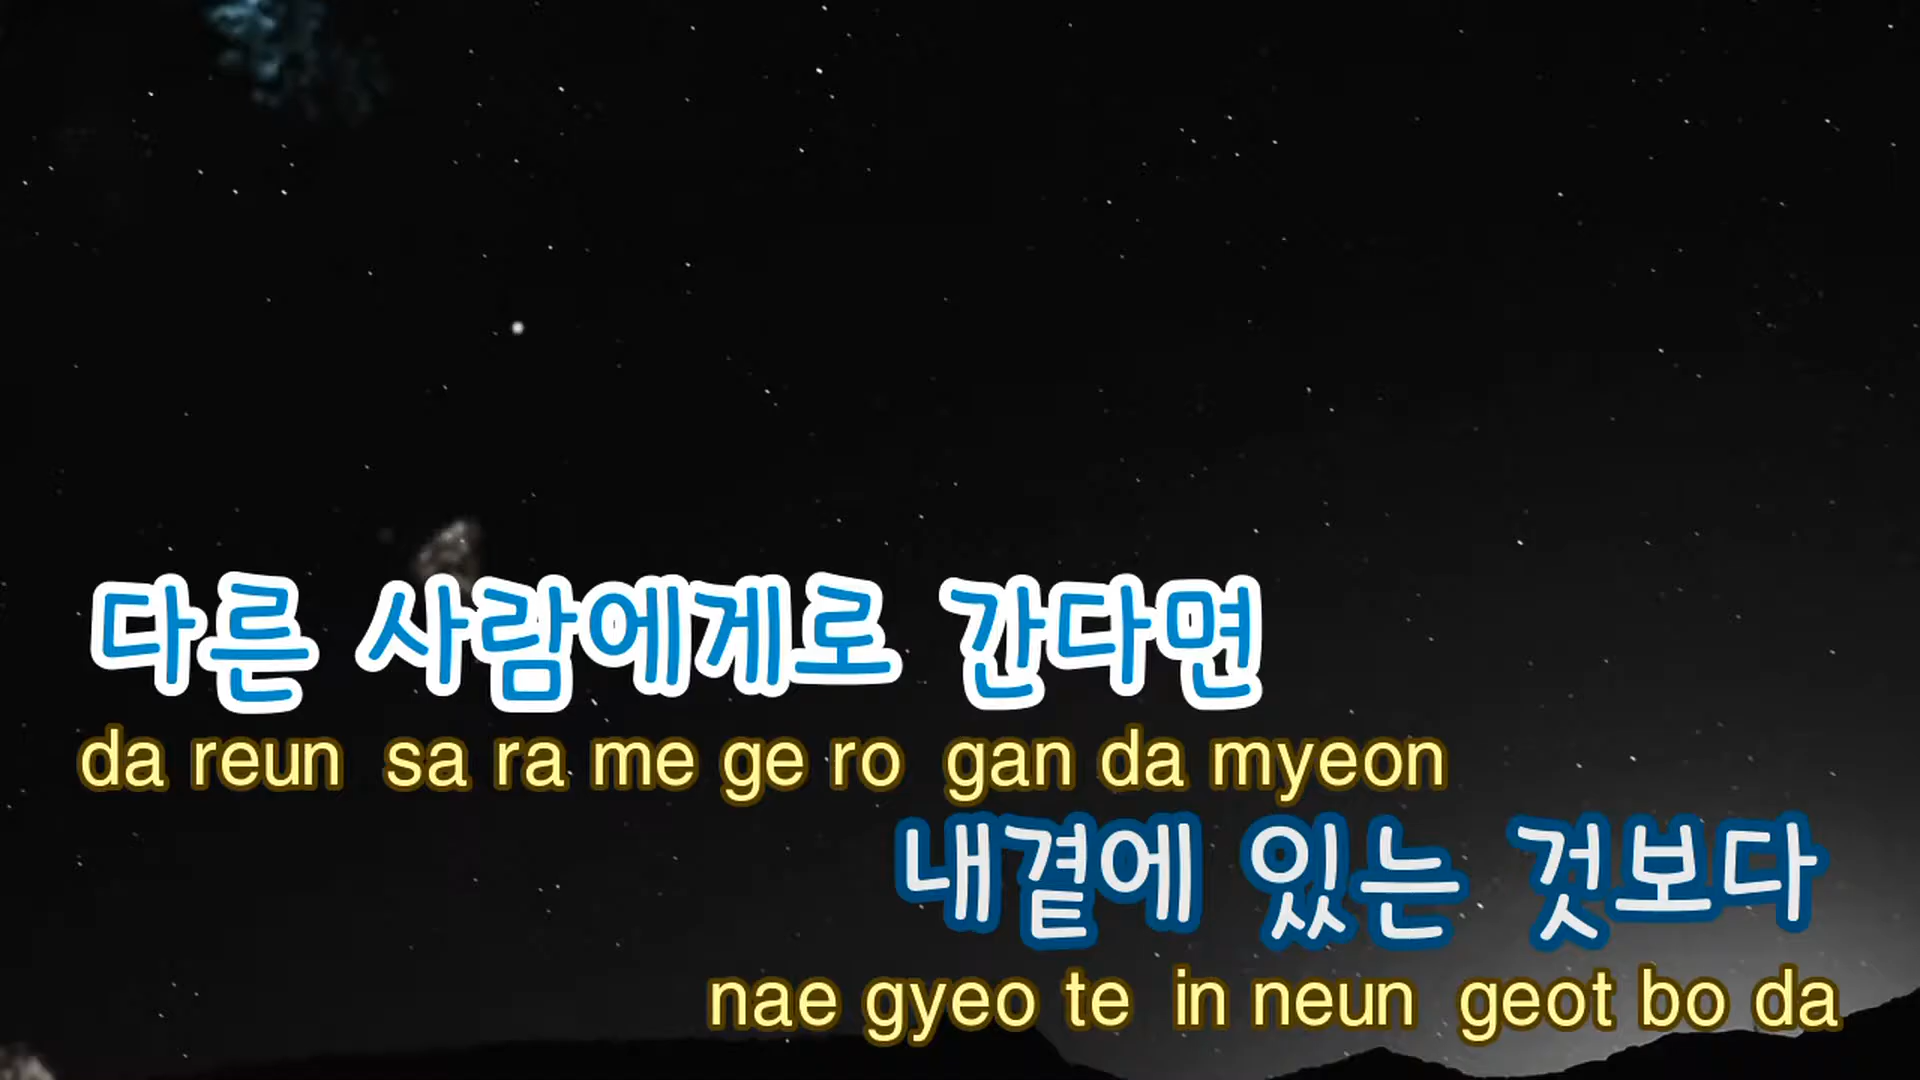 다른 사람에게로 간다면
da reun sa ra me ge ro gan da myeon
내곁에 있는 것보다
nae gyeo te in neun geot bo da